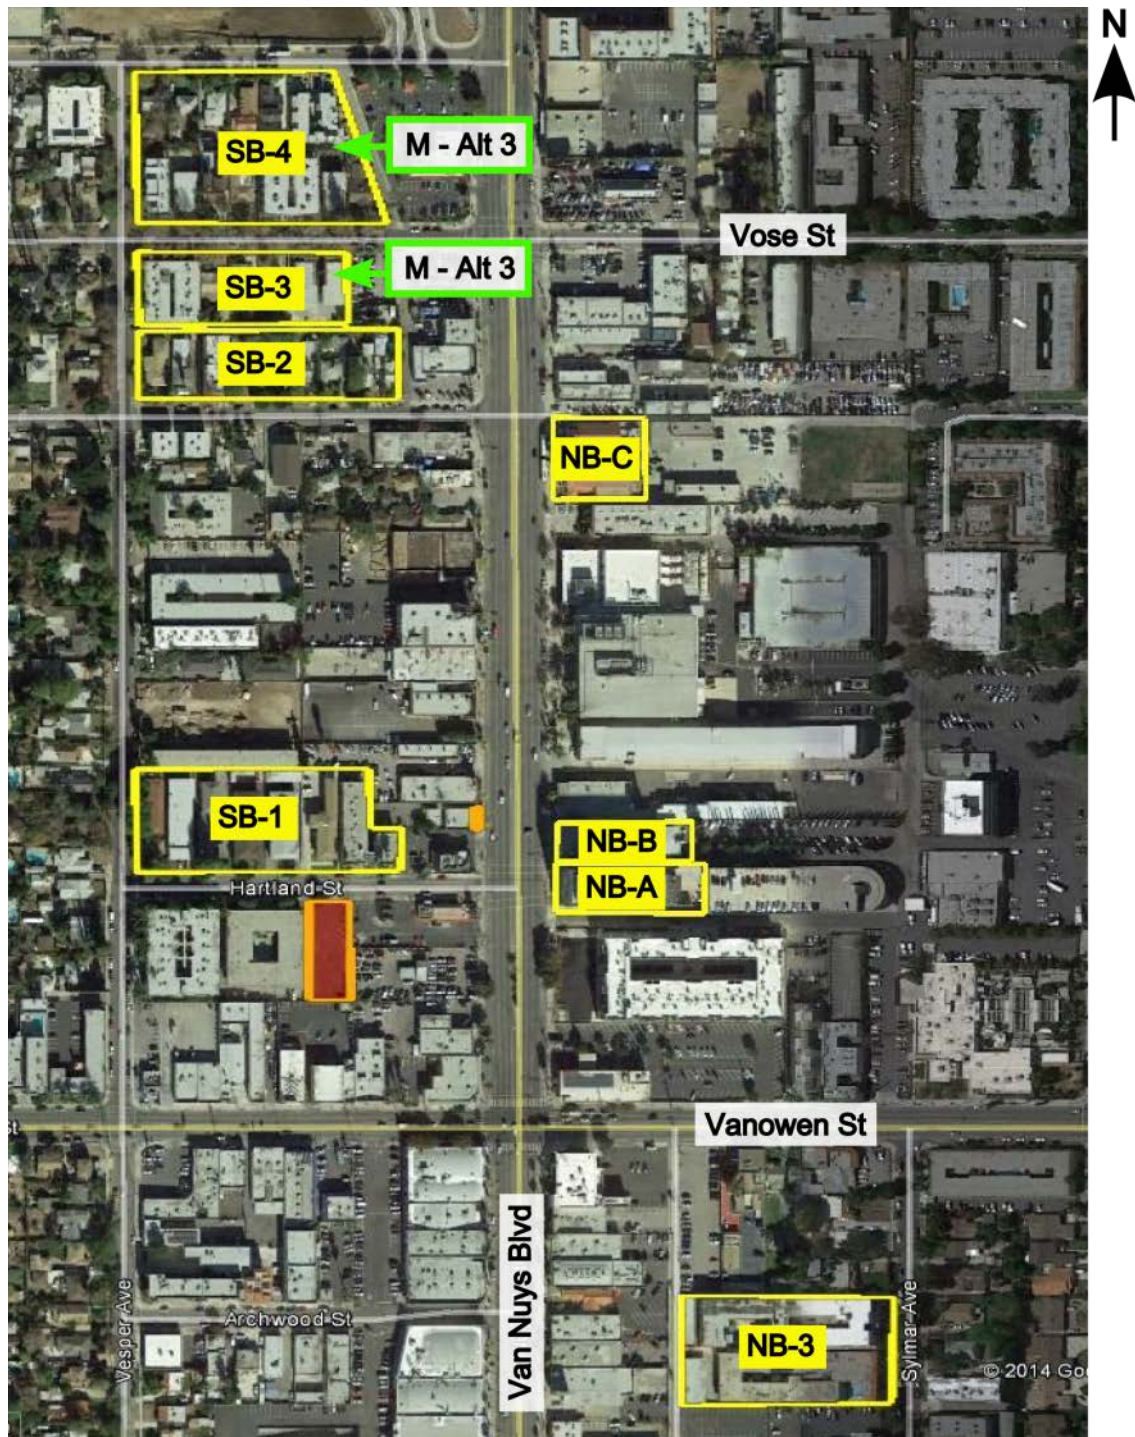 N
SB-4
M - Alt 3
Vose St
SB-3
M - Alt 3
SB-2
NB-C
SB-1
NB-B
NB-A
Hartland St
Vanowen St
Van Nuys Blvd
Vesper Ave
Archwood St
NB-3
Sylmar Ave
© 2014 Goo